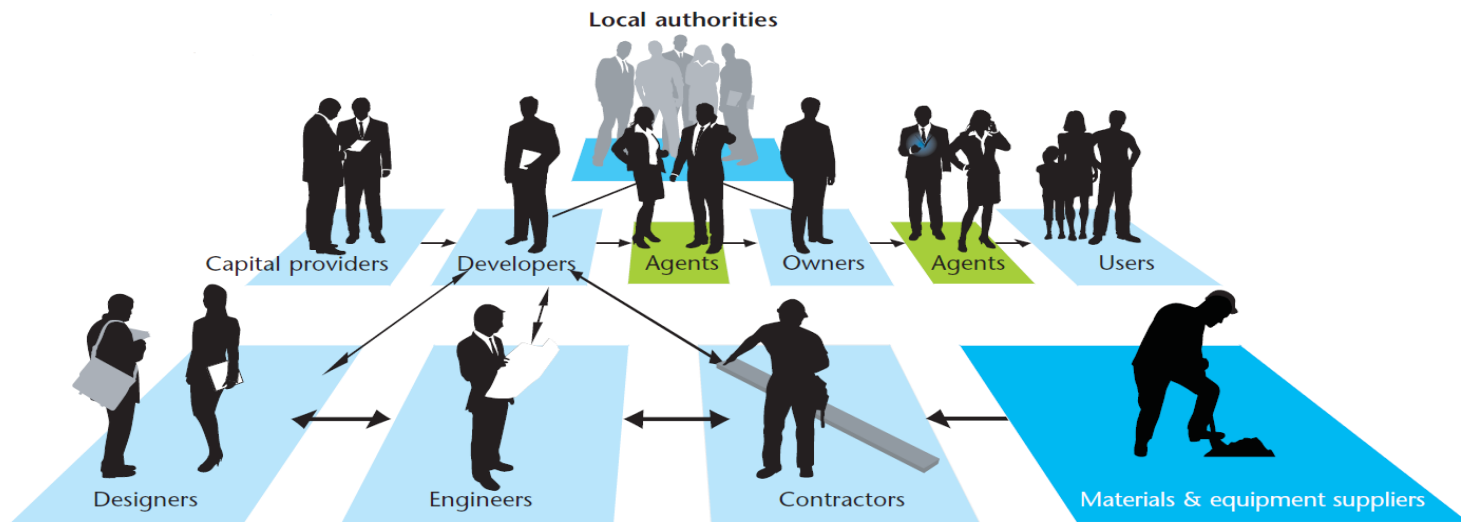 Local authorities
Capital providers
Developers
Agents
Owners
Agents
Users
Designers
Engineers
Contractors
Materials & equipment suppliers